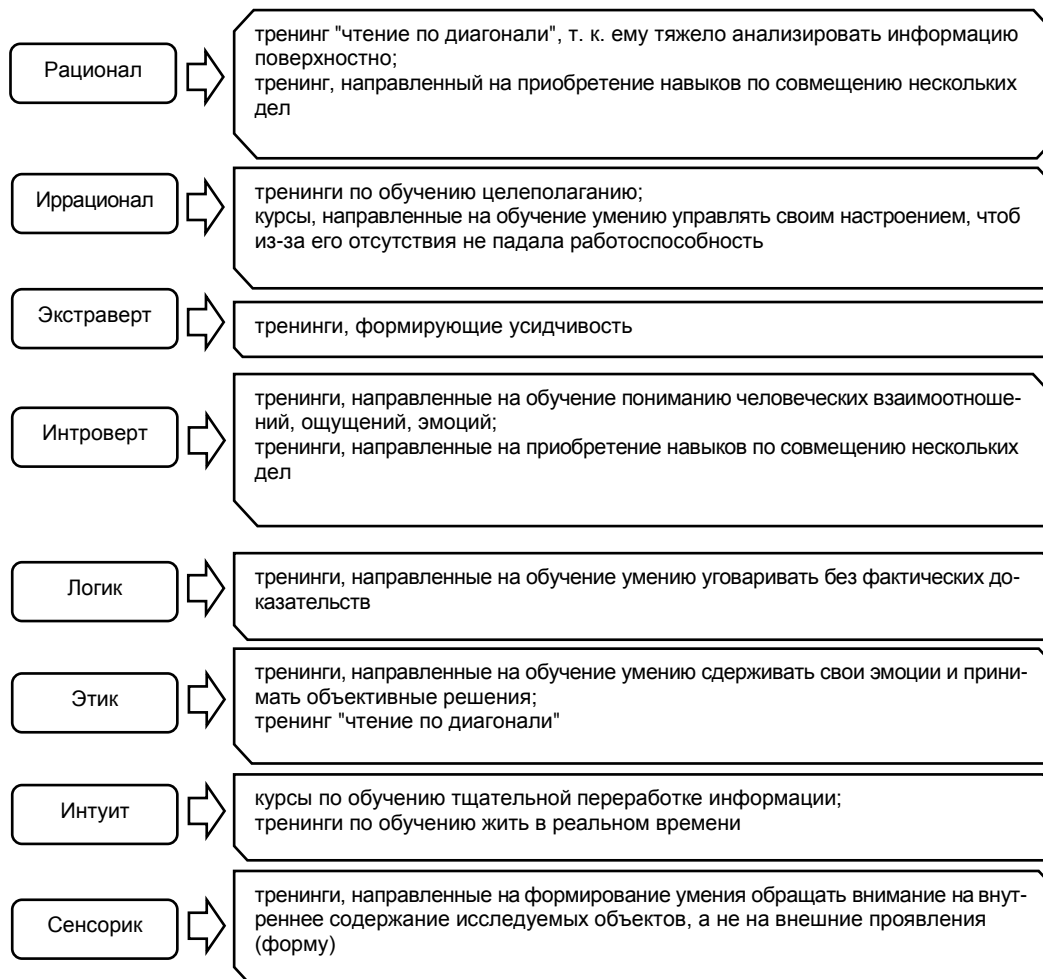 Рационал
тренинг "чтение по диагонали", т. к. ему тяжело анализировать информацию
поверхностно;
тренинг, направленный на приобретение навыков по совмещению нескольких
дел
Иррационал
тренинги по обучению целеполаганию;
курсы, направленные на обучение умению управлять своим настроением, чтоб
из-за его отсутствия не падала работоспособность
Экстраверт
тренинги, формирующие усидчивость
Интроверт
тренинги, направленные на обучение пониманию человеческих взаимоотноше-
ний, ощущений, эмоций;
тренинги, направленные на приобретение навыков по совмещению нескольких
дел
Логик
тренинги, направленные на обучение умению уговаривать без фактических до-
казательств
Этик
тренинги, направленные на обучение умению сдерживать свои эмоции и прини-
мать объективные решения;
тренинг "чтение по диагонали"
Интуит
курсы по обучению тщательной переработке информации;
тренинги по обучению жить в реальном времени
Сенсорик
тренинги, направленные на формирование умения обращать внимание на внут-
реннее содержание исследуемых объектов, а не на внешние проявления
(форму)